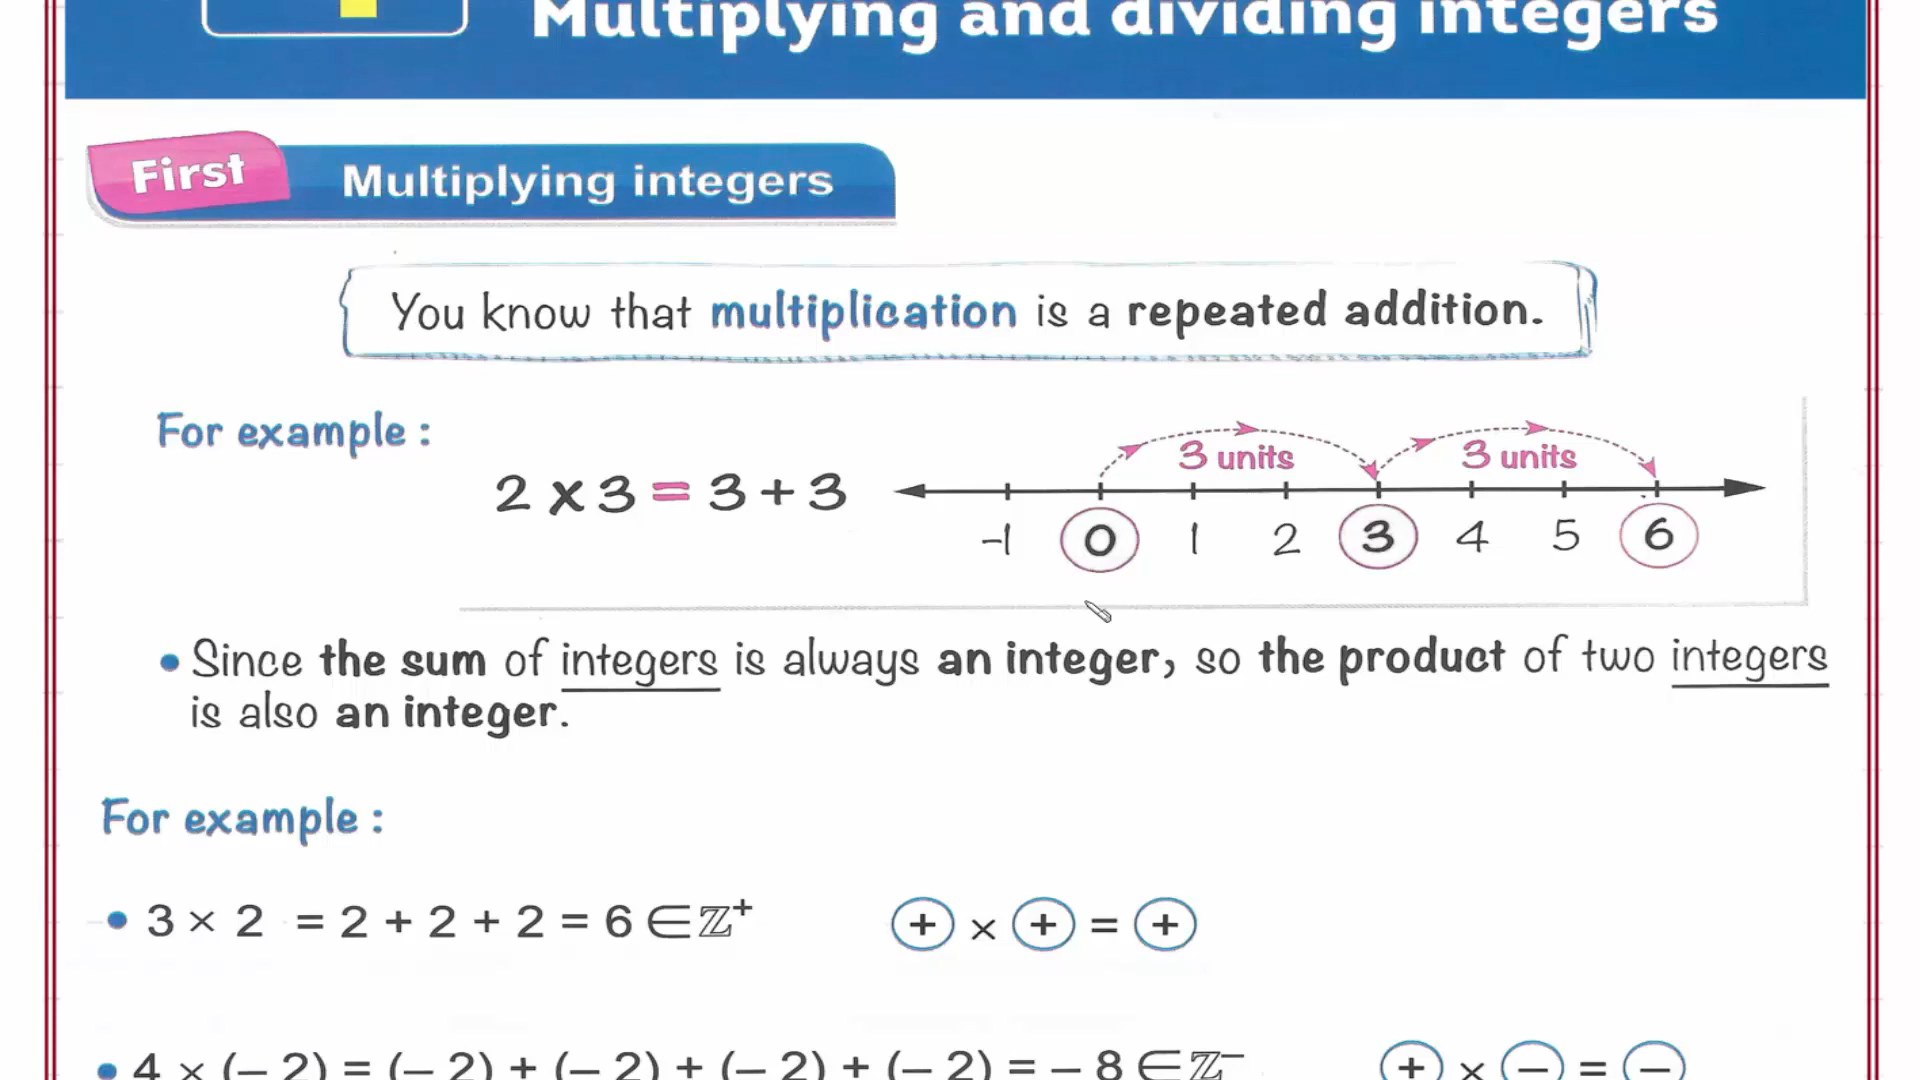 Multiplying and dividing integers
First Multiplying integers
You know that multiplication is a repeated addition.
For example :
3 units 3 units
2 x 3 = 3 + 3
-1 0 1 2 3 4 5 6
• Since the sum of integers is always an integer, so the product of two integers
is also an integer.
For example :
• 3 × 2 = 2 + 2 + 2 = 6 ∈ ℤ⁺ + × + = +
• 4 × (– 2) = (– 2) + (– 2) + (– 2) + (– 2) = – 8 ∈ ℤ⁻ + × – = –